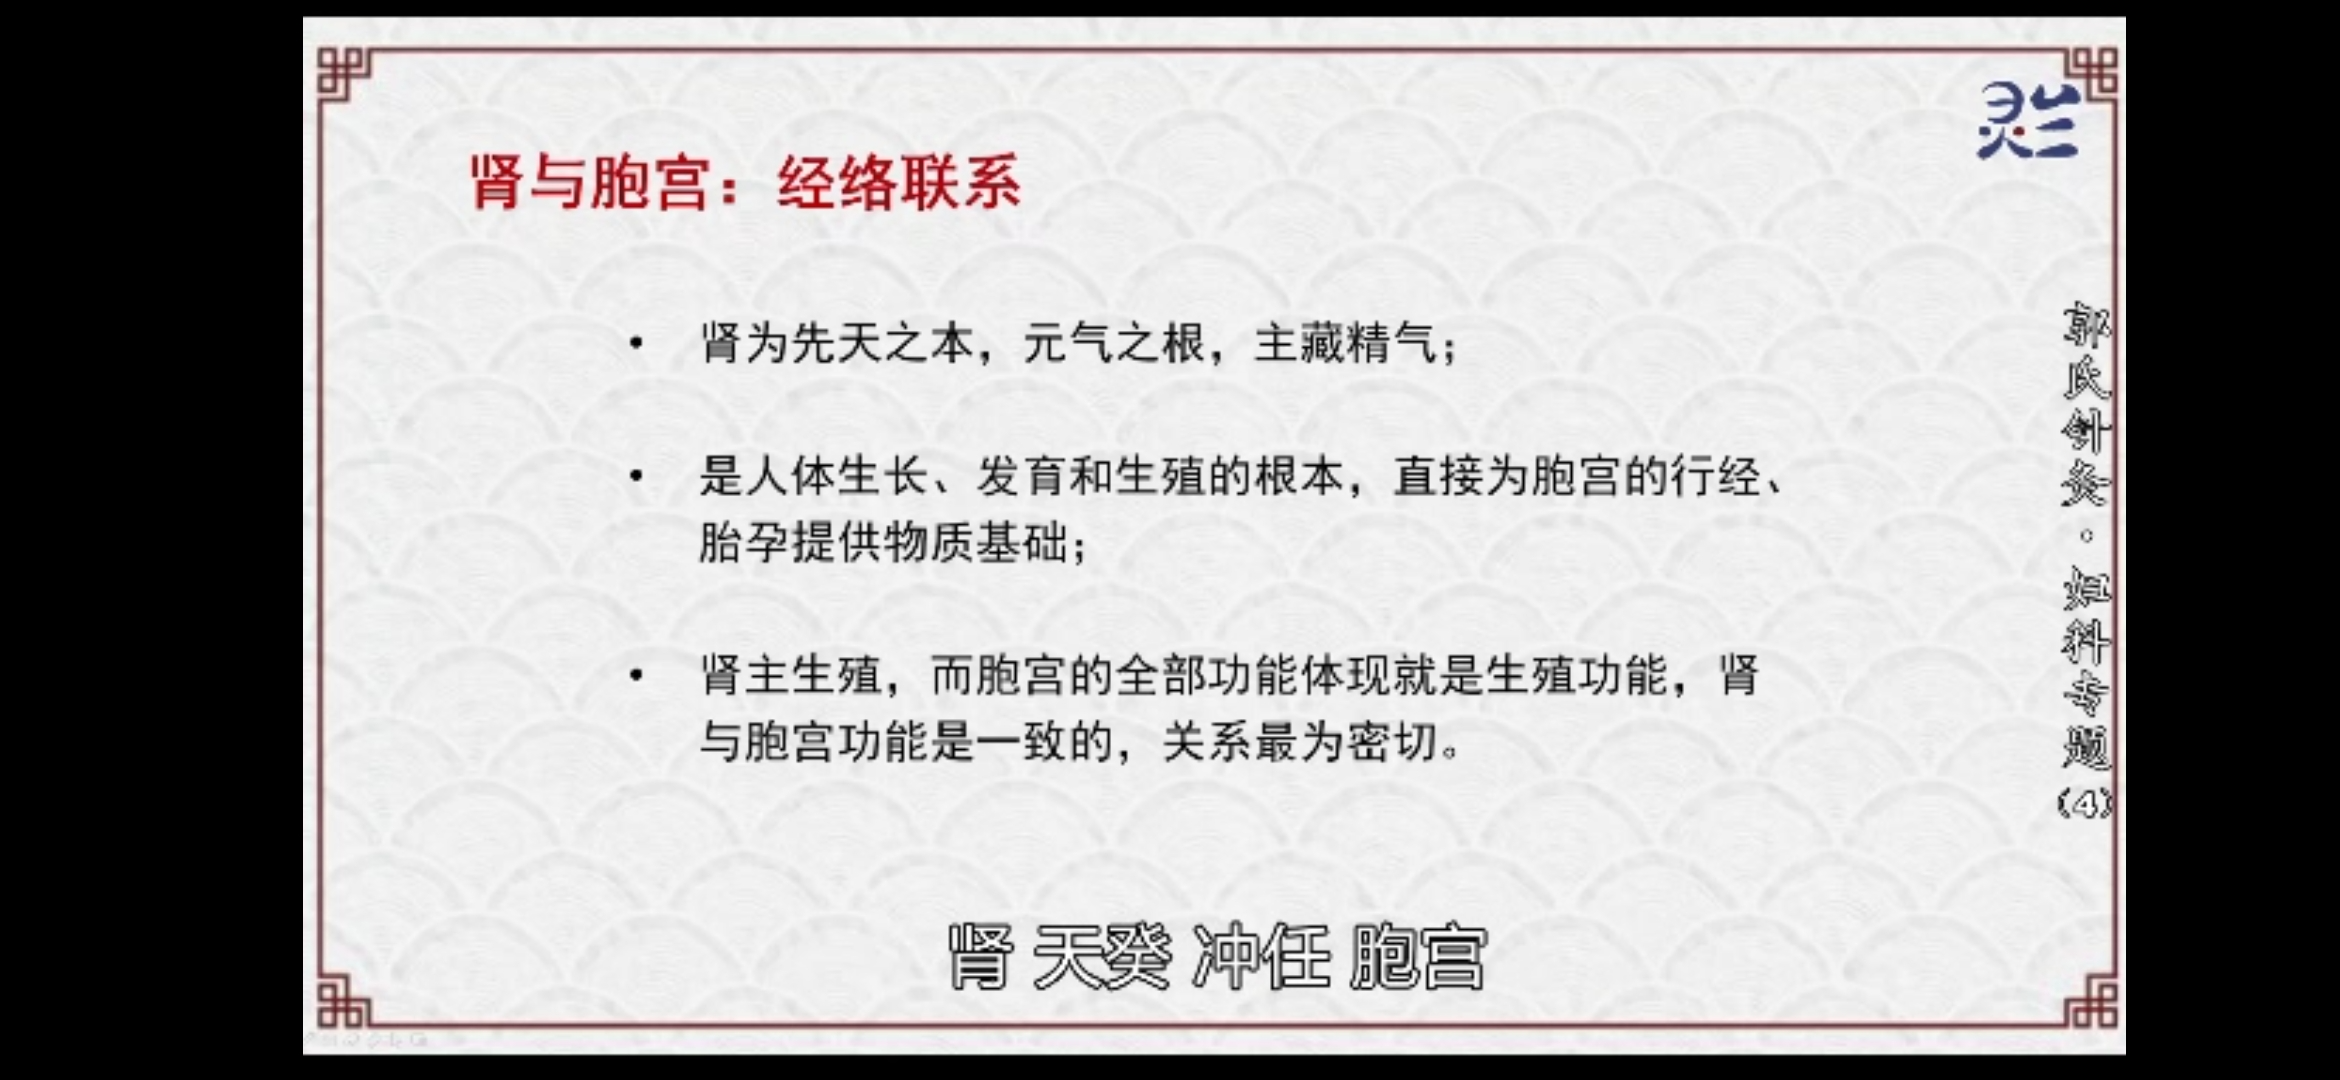 肾与胞宫：经络联系
• 肾为先天之本，元气之根，主藏精气；
• 是人体生长、发育和生殖的根本，直接为胞宫的行经、
胎孕提供物质基础；
• 肾主生殖，而胞宫的全部功能体现就是生殖功能，肾
与胞宫功能是一致的，关系最为密切。
郭氏针灸·妇科专题(4)
肾 天癸 冲任 胞宫